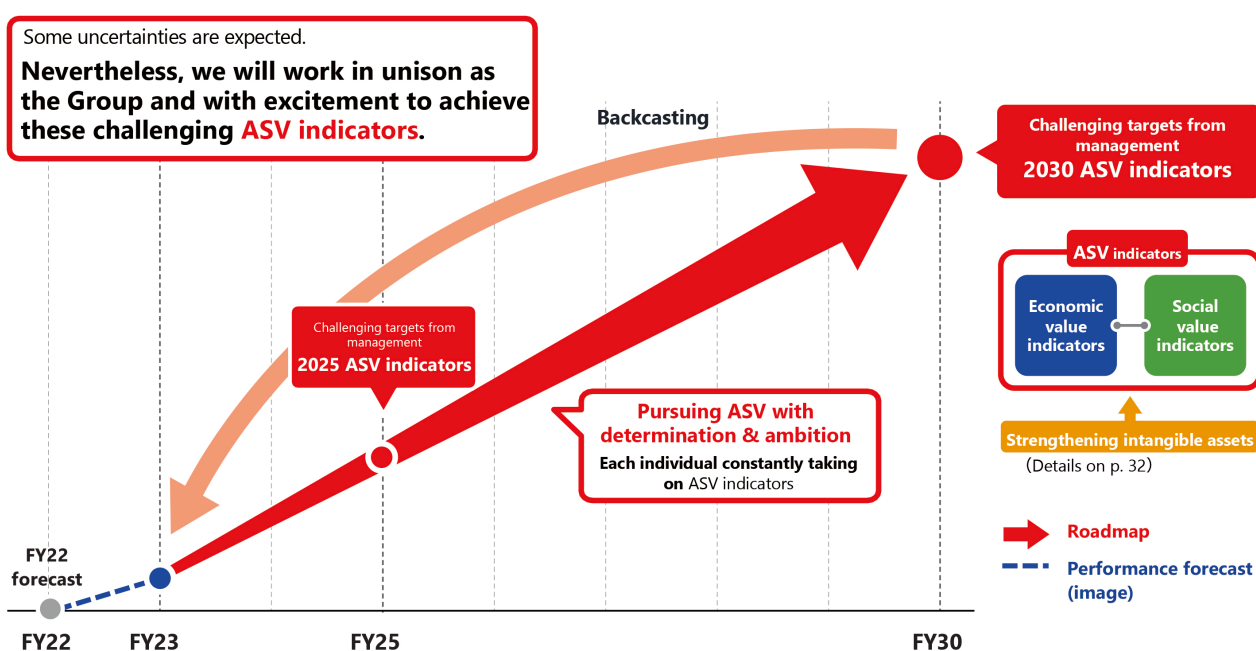 Some uncertainties are expected.
Nevertheless, we will work in unison as
the Group and with excitement to achieve
these challenging ASV indicators.
Backcasting
Challenging targets from
management
2030 ASV indicators
ASV indicators
Economic
value
indicators
Social
value
indicators
Strengthening intangible assets
(Details on p. 32)
Challenging targets from
management
2025 ASV indicators
Pursuing ASV with
determination & ambition
Each individual constantly taking
on ASV indicators
Roadmap
Performance forecast
(image)
FY22
forecast
FY22
FY23
FY25
FY30